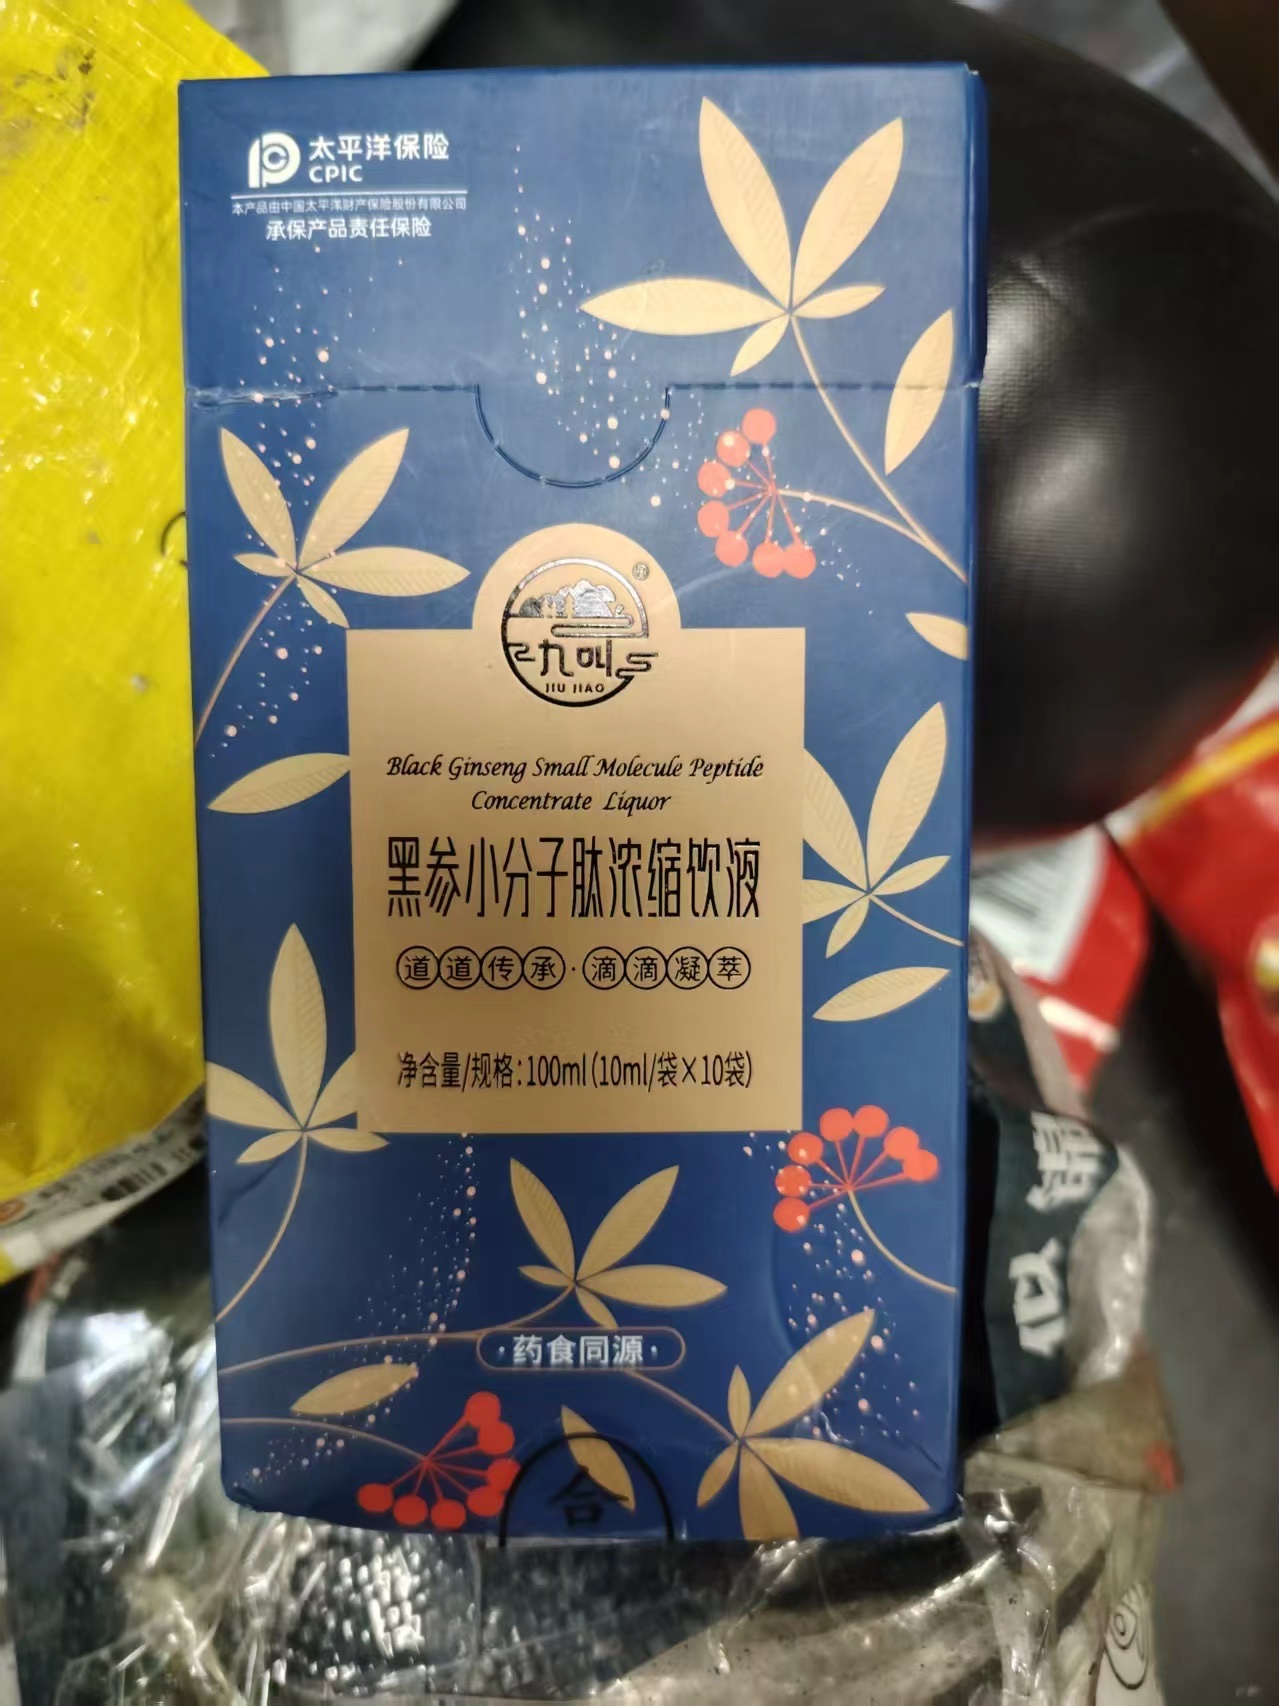 太平洋保险
CPIC
本产品由中国太平洋财产保险股份有限公司
承保产品责任保险
九叫
JIU JIAO
Black Ginseng Small Molecule Peptide
Concentrate Liquor
黑参小分子肽浓缩饮液
道道传承·滴滴凝萃
净含量/规格:100ml(10ml/袋×10袋)
·药食同源·
合